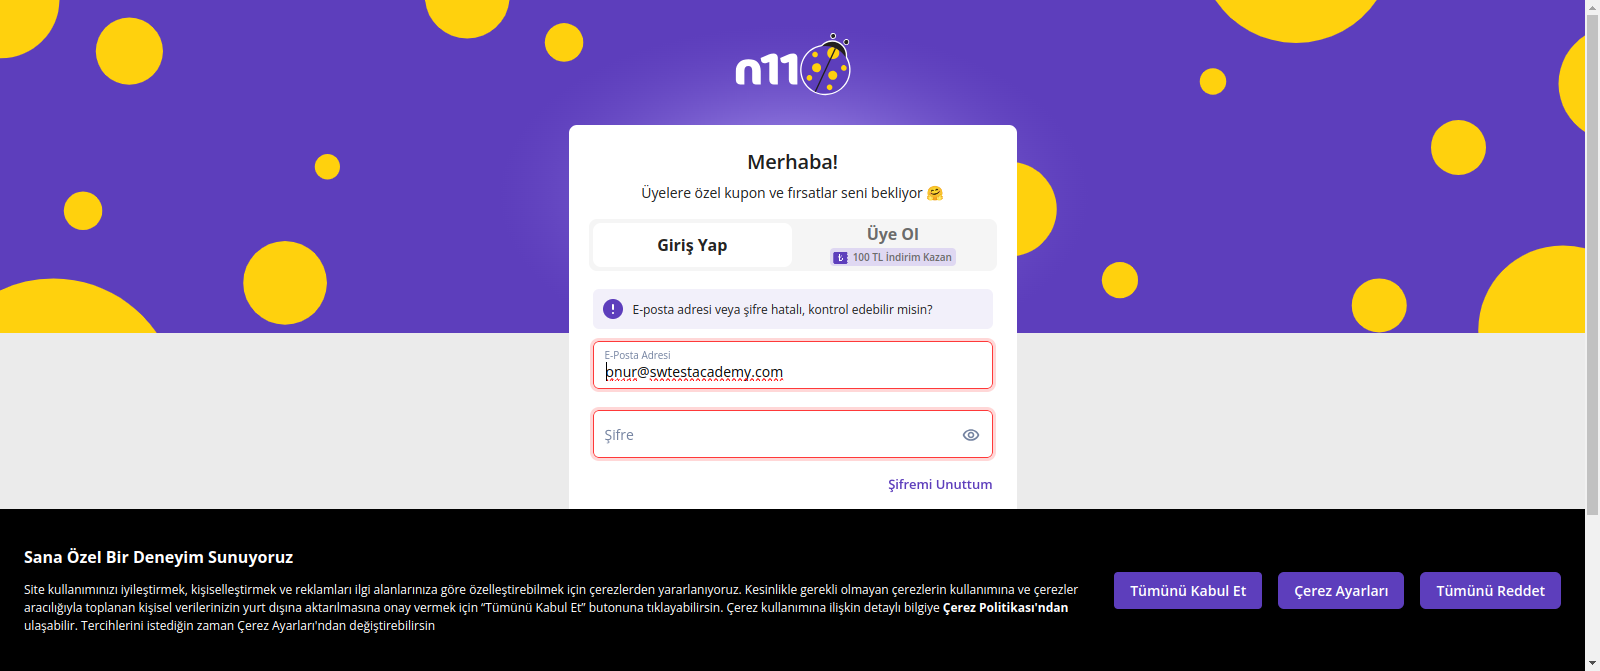 n11
Merhaba!
Üyelere özel kupon ve fırsatlar seni bekliyor 🤗
Giriş Yap
Üye Ol
100 TL İndirim Kazan
E-posta adresi veya şifre hatalı, kontrol edebilir misin?
E-Posta Adresi
onur@swtestacademy.com
Şifre
Şifremi Unuttum
Sana Özel Bir Deneyim Sunuyoruz
Site kullanımınızı iyileştirmek, kişiselleştirmek ve reklamları ilgi alanlarınıza göre özelleştirebilmek için çerezlerden yararlanıyoruz. Kesinlikle gerekli olmayan çerezlerin kullanımına ve çerezler
aracılığıyla toplanan kişisel verilerinizin yurt dışına aktarılmasına onay vermek için “Tümünü Kabul Et” butonuna tıklayabilirsin. Çerez kullanımına ilişkin detaylı bilgiye Çerez Politikası'ndan
ulaşabilir. Tercihlerini istediğin zaman Çerez Ayarları'ndan değiştirebilirsin
Tümünü Kabul Et
Çerez Ayarları
Tümünü Reddet